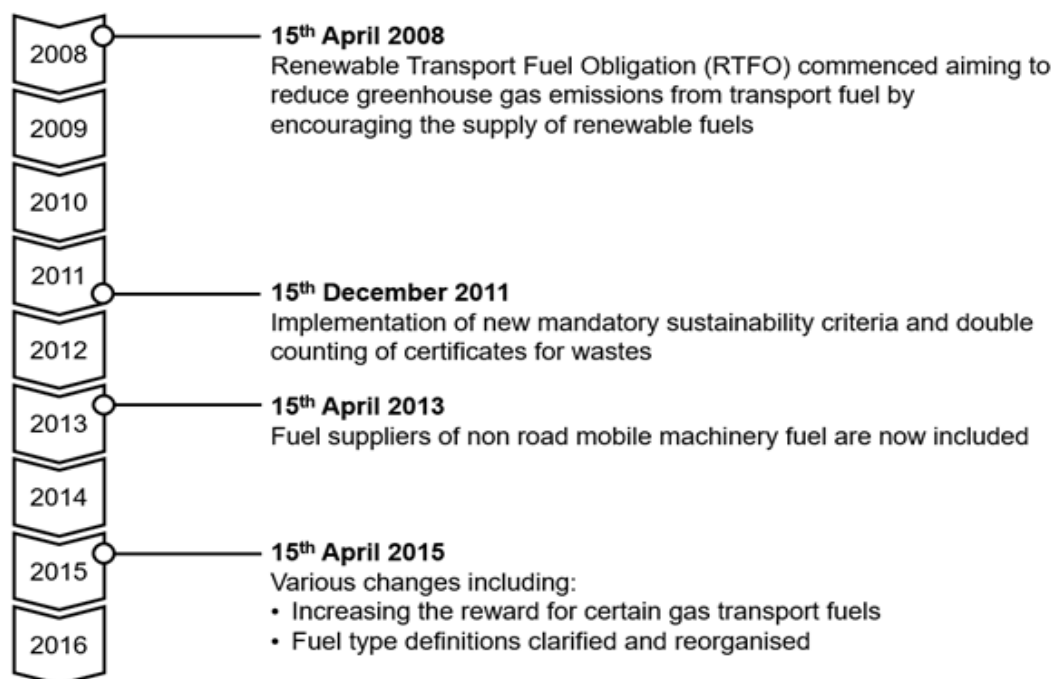 2008
15th April 2008
Renewable Transport Fuel Obligation (RTFO) commenced aiming to
reduce greenhouse gas emissions from transport fuel by
encouraging the supply of renewable fuels
2009
2010
2011
15th December 2011
Implementation of new mandatory sustainability criteria and double
counting of certificates for wastes
2012
2013
15th April 2013
Fuel suppliers of non road mobile machinery fuel are now included
2014
2015
15th April 2015
Various changes including:
• Increasing the reward for certain gas transport fuels
• Fuel type definitions clarified and reorganised
2016